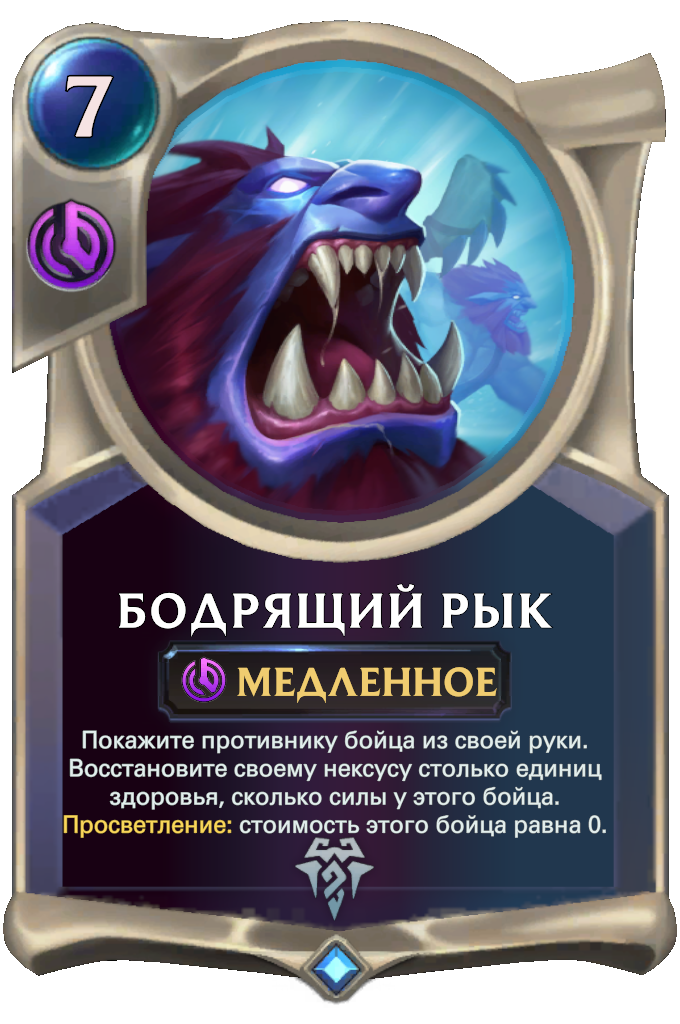 7
БОДРЯЩИЙ РЫК
МЕДЛЕННОЕ
Покажите противнику бойца из своей руки.
Восстановите своему нексусу столько единиц
здоровья, сколько силы у этого бойца.
Просветление: стоимость этого бойца равна 0.